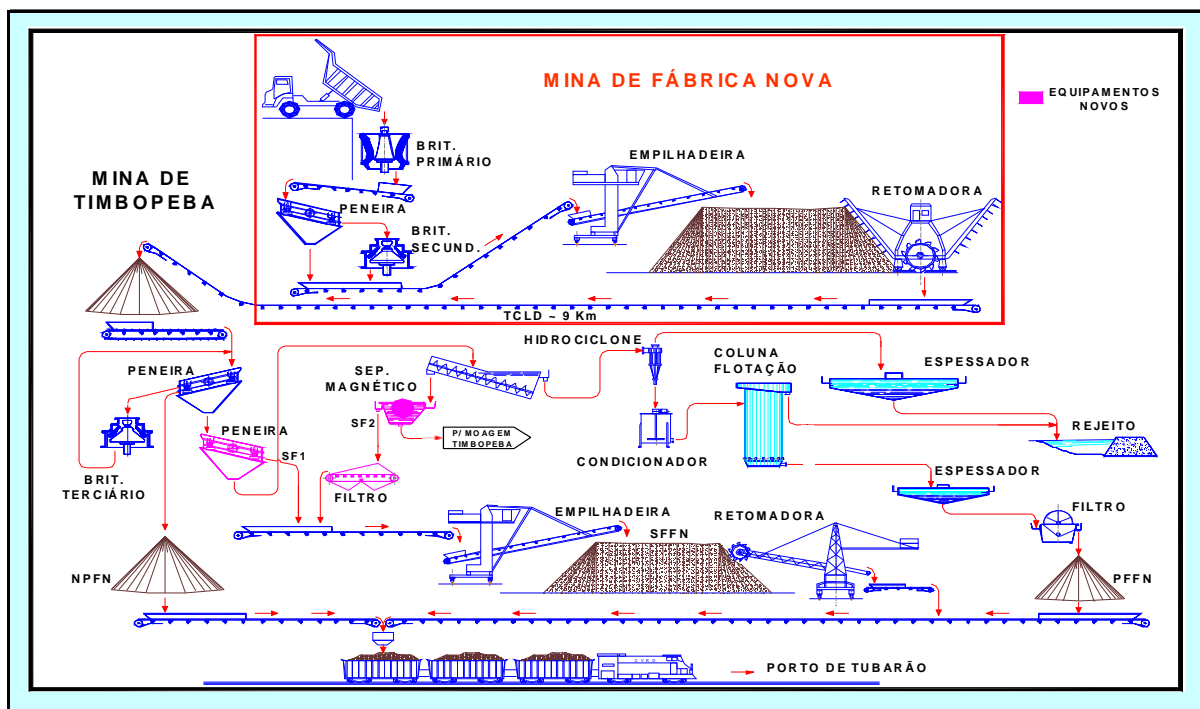 MINA DE FÁBRICA NOVA
EQUIPAMENTOS
NOVOS
BRIT.
PRIMÁRIO
EMPILHADEIRA
MINA DE
TIMBOPEBA
PENEIRA
RETOMADORA
BRIT.
SECUND.
TCLD ~ 9 Km
HIDROCICLONE
COLUNA
FLOTAÇÃO
ESPESSADOR
PENEIRA
SEP.
MAGNÉTICO
SF2
P/ MOAGEM
TIMBOPEBA
PENEIRA
SF1
REJEITO
CONDICIONADOR
BRIT.
TERCIÁRIO
FILTRO
ESPESSADOR
EMPILHADEIRA
RETOMADORA
FILTRO
SFFN
NPFN
PFFN
C V R D
PORTO DE TUBARÃO